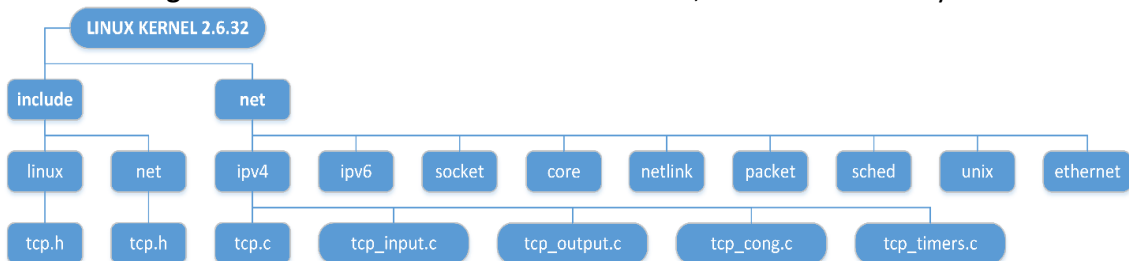 LINUX KERNEL 2.6.32
include net
linux net ipv4 ipv6 socket core netlink packet sched unix ethernet
tcp.h tcp.h tcp.c tcp_input.c tcp_output.c tcp_cong.c tcp_timers.c